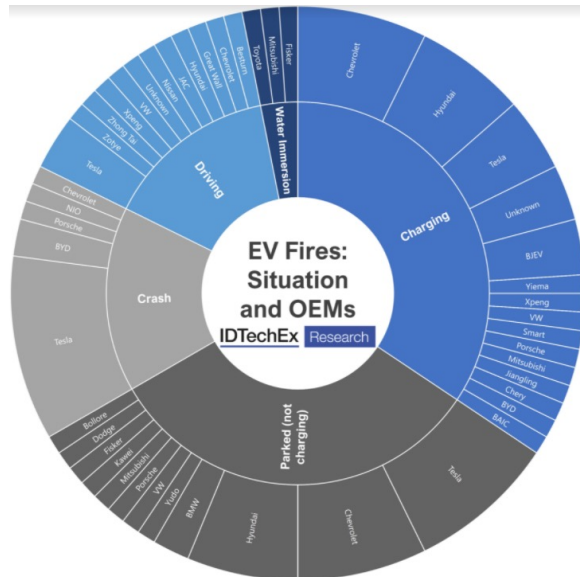 EV Fires:
Situation
and OEMs
IDTechEx Research
Charging
Chevrolet
Hyundai
Tesla
Unknown
BJEV
Yiema
Xpeng
VW
Smart
Porsche
Mitsubishi
Jiangling
Chery
BYD
BAIC
Parked (not
charging)
Tesla
Chevrolet
Hyundai
BMW
Yudo
VW
Porsche
Mitsubishi
Kawei
Fisker
Dodge
Bollore
Crash
Tesla
BYD
Porsche
NIO
Chevrolet
Driving
Tesla
Zotye
Zhong Tai
Xpeng
VW
Unknown
Nissan
JAC
Hyundai
Great Wall
Chevrolet
Besturn
Water Immersion
Toyota
Mitsubishi
Fisker